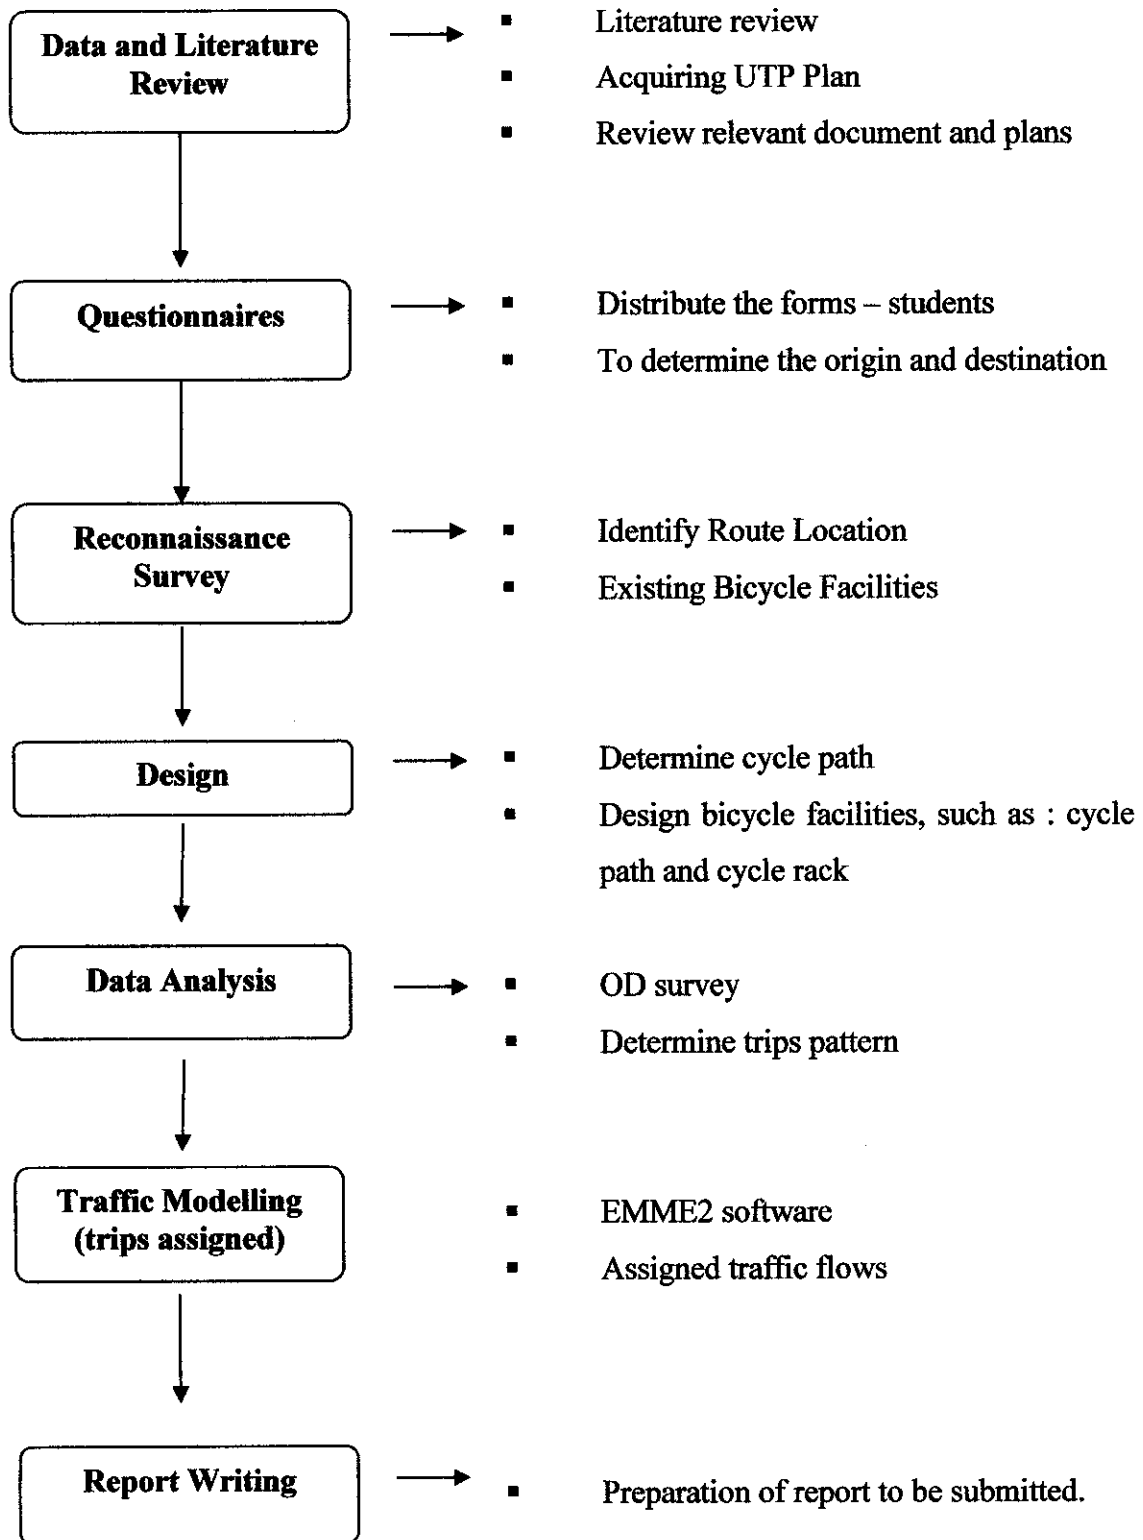 Data and Literature
Review
▪ Literature review
▪ Acquiring UTP Plan
▪ Review relevant document and plans
Questionnaires
▪ Distribute the forms – students
▪ To determine the origin and destination
Reconnaissance
Survey
▪ Identify Route Location
▪ Existing Bicycle Facilities
Design
▪ Determine cycle path
▪ Design bicycle facilities, such as : cycle
path and cycle rack
Data Analysis
▪ OD survey
▪ Determine trips pattern
Traffic Modelling
(trips assigned)
▪ EMME2 software
▪ Assigned traffic flows
Report Writing
▪ Preparation of report to be submitted.